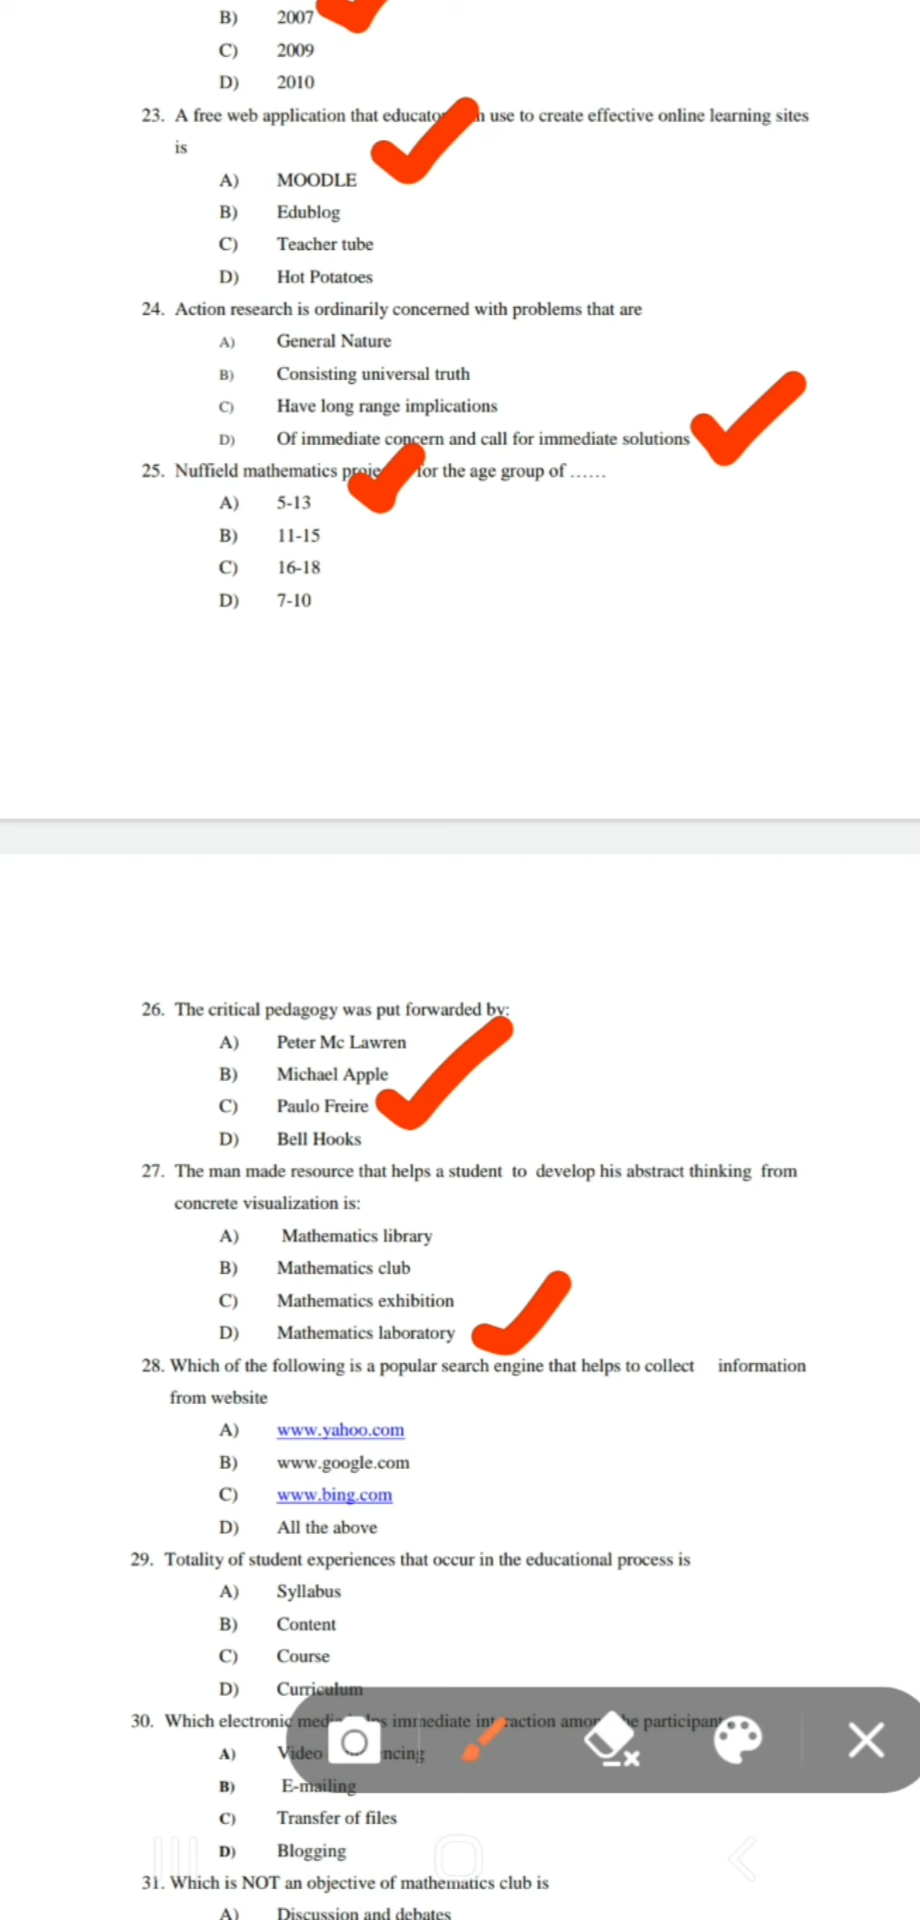 B) 2007
C) 2009
D) 2010
23. A free web application that use to create effective online learning sites
is
A) MOODLE
B) Edublog
C) Teacher tube
D) Hot Potatoes
24. Action research is ordinarily concerned with problems that are
A) General Nature
B) Consisting universal truth
C) Have long range implications
D) Of immediate concern and call for immediate solutions
25. Nuffield mathematics for the age group of ......
A) 5-13
B) 11-15
C) 16-18
D) 7-10
26. The critical pedagogy was put forwarded by:
A) Peter Mc Lawren
B) Michael Apple
C) Paulo Freire
D) Bell Hooks
27. The man made resource that helps a student to develop his abstract thinking from
concrete visualization is:
A) Mathematics library
B) Mathematics club
C) Mathematics exhibition
D) Mathematics laboratory
28. Which of the following is a popular search engine that helps to collect information
from website
A) www.yahoo.com
B) www.google.com
C) www.bing.com
D) All the above
29. Totality of student experiences that occur in the educational process is
A) Syllabus
B) Content
C) Course
D) Curriculum
30. Which electronic immediate participant
A) Video
B) E-mailing
C) Transfer of files
D) Blogging
31. Which is NOT an objective of mathematics club is
A) Discussion and debates